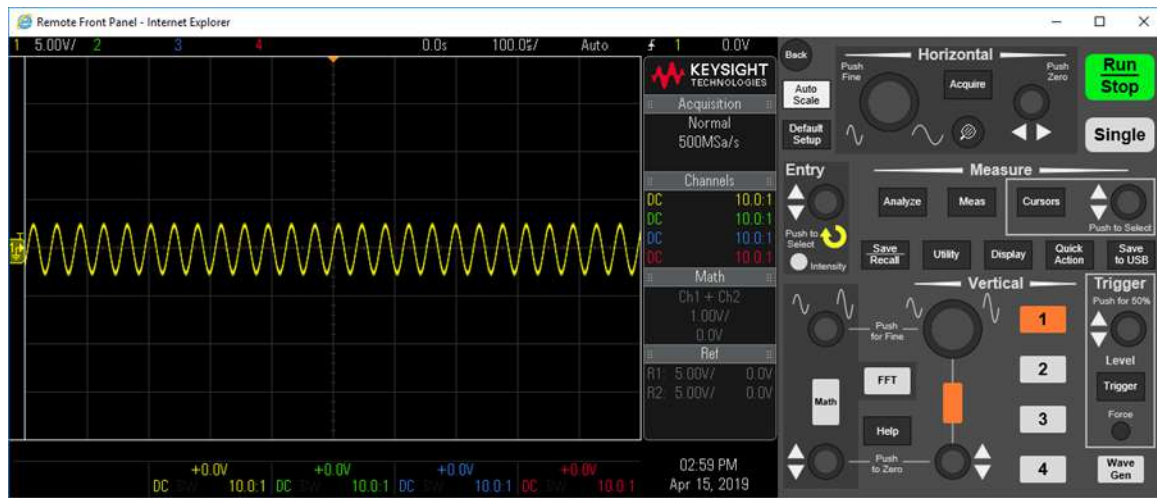 Remote Front Panel - Internet Explorer
1 5.00V/ 2 3 4 0.0s 100.0%/ Auto 1 0.0V
KEYSIGHT
TECHNOLOGIES
Acquisition
Normal
500MSa/s
Channels
DC 10.0:1
DC 10.0:1
DC 10.0:1
DC 10.0:1
Math
Ch1 + Ch2
1.00V/
0.0V
Ref
R1: 5.00V/ 0.0V
R2: 5.00V/ 0.0V
+0.0V +0.0V +0.0V +0.0V
DC BW 10.0:1 DC BW 10.0:1 DC BW 10.0:1 DC BW 10.0:1
02:59 PM
Apr 15, 2019
Back
Horizontal
Push
Fine
Acquire
Push
Zero
Run
Stop
Auto
Scale
Default
Setup
Single
Entry
Push to
Select
Intensity
Measure
Analyze
Meas
Cursors
Push to Select
Save
Recall
Utility
Display
Quick
Action
Save
to USB
Vertical
Push
for Fine
1
2
3
4
FFT
Math
Help
Push
to Zero
Trigger
Push for 50%
Level
Trigger
Force
Wave
Gen